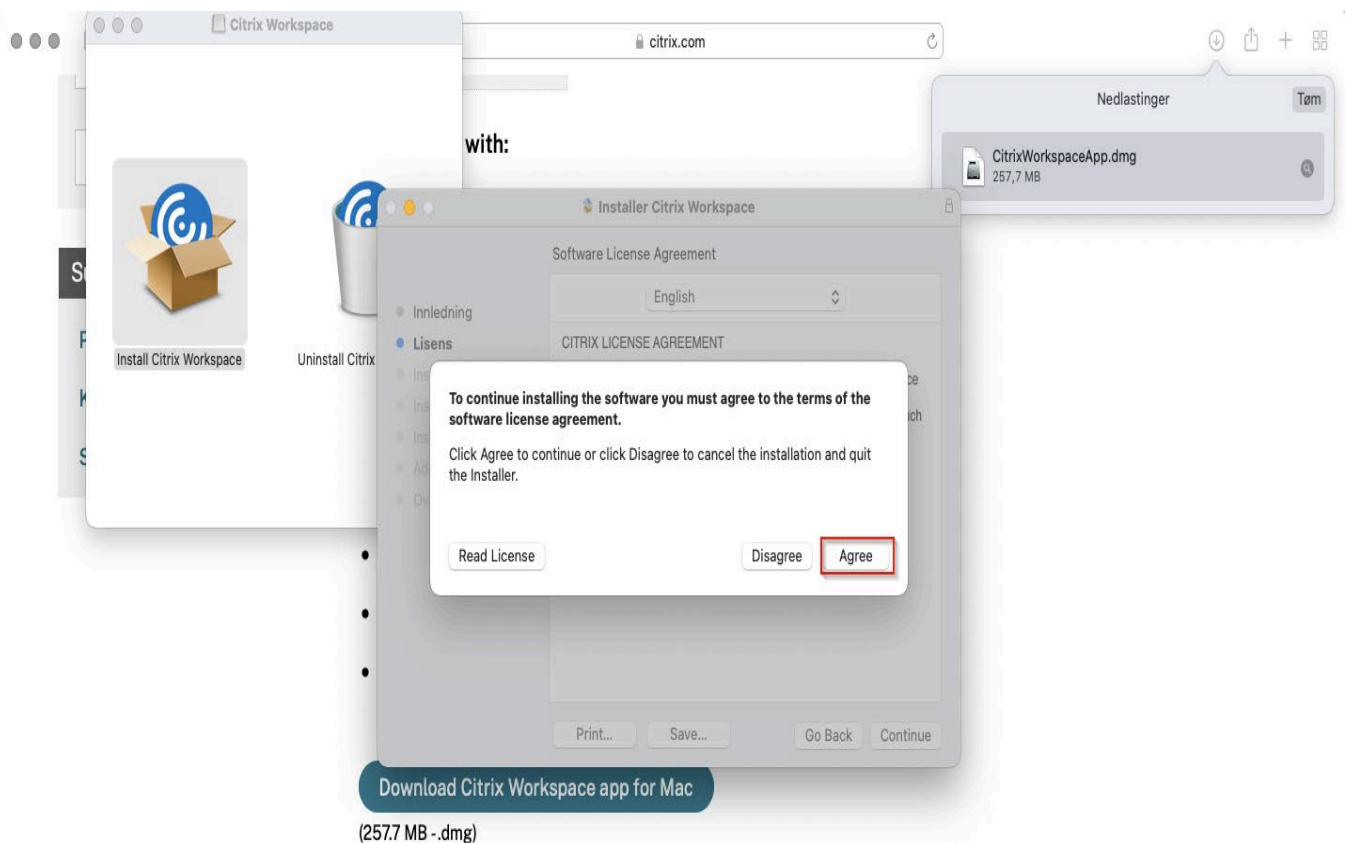 Citrix Workspace
citrix.com
Nedlastinger
Tøm
CitrixWorkspaceApp.dmg
257,7 MB
with:
Install Citrix Workspace
Uninstall Citrix
Installer Citrix Workspace
Software License Agreement
English
Innledning
Lisens
CITRIX LICENSE AGREEMENT
To continue installing the software you must agree to the terms of the
software license agreement.
Click Agree to continue or click Disagree to cancel the installation and quit
the Installer.
Read License
Disagree
Agree
Print...
Save...
Go Back
Continue
Download Citrix Workspace app for Mac
(257.7 MB - .dmg)